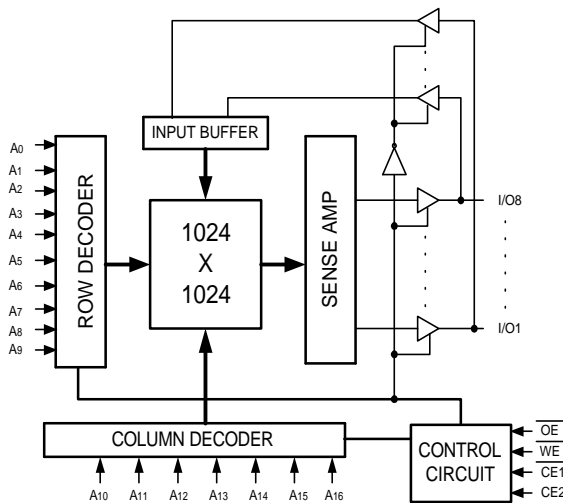 INPUT BUFFER
A0
A1
A2
A3
A4
A5
A6
A7
A8
A9
ROW DECODER
1024
X
1024
SENSE AMP
I/O8
I/O1
COLUMN DECODER
A10
A11
A12
A13
A14
A15
A16
CONTROL
CIRCUIT
OE
WE
CE1
CE2